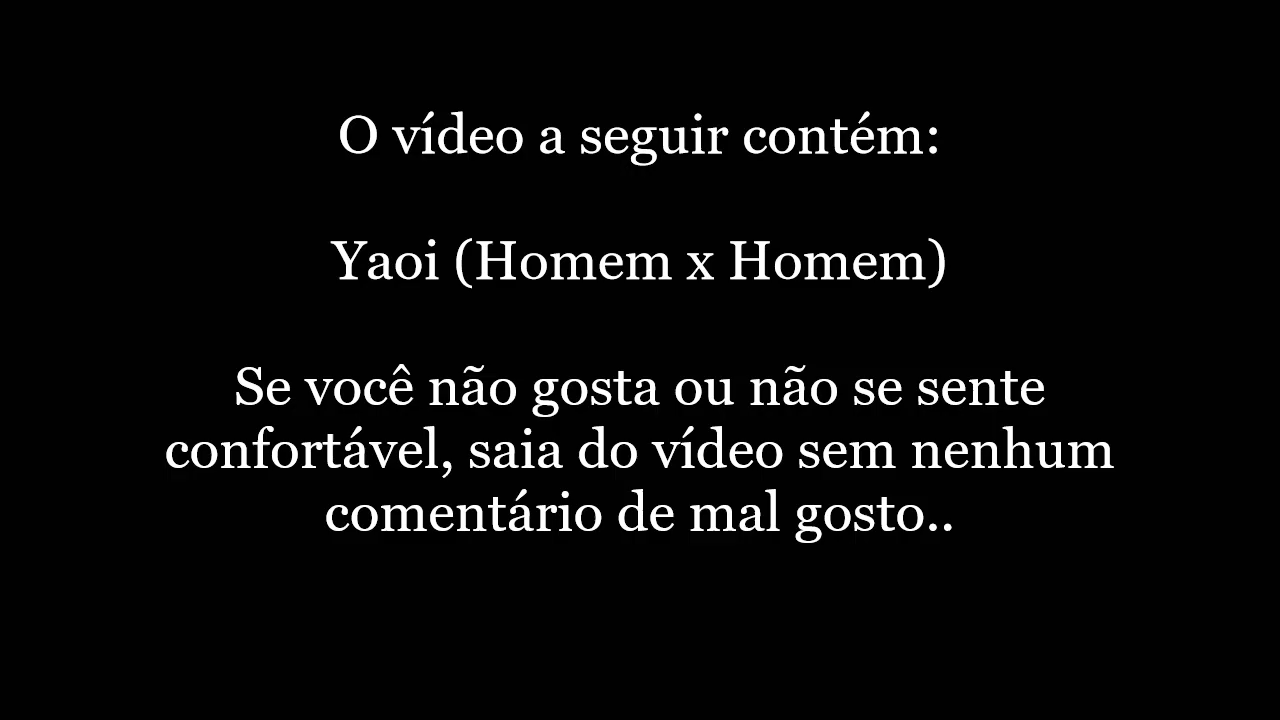 O vídeo a seguir contém:
Yaoi (Homem x Homem)
Se você não gosta ou não se sente
confortável, saia do vídeo sem nenhum
comentário de mal gosto..